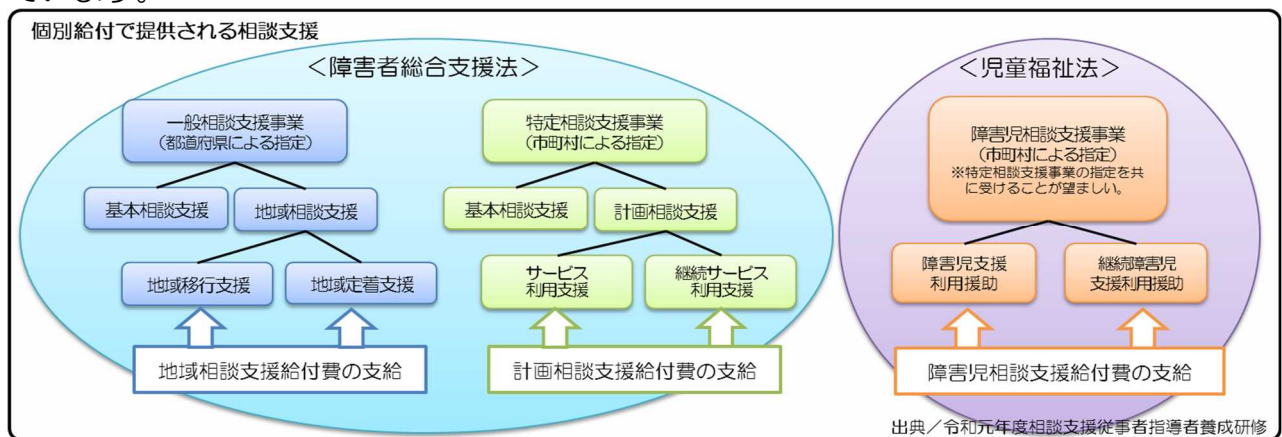 ています。
個別給付で提供される相談支援
＜障害者総合支援法＞
一般相談支援事業
(都道府県による指定)
基本相談支援
地域相談支援
地域移行支援
地域定着支援
地域相談支援給付費の支給
特定相談支援事業
(市町村による指定)
基本相談支援
計画相談支援
サービス
利用支援
継続サービス
利用支援
計画相談支援給付費の支給
＜児童福祉法＞
障害児相談支援事業
(市町村による指定)
※特定相談支援事業の指定を共
に受けることが望ましい。
障害児支援
利用援助
継続障害児
支援利用援助
障害児相談支援給付費の支給
出典／令和元年度相談支援従事者指導者養成研修